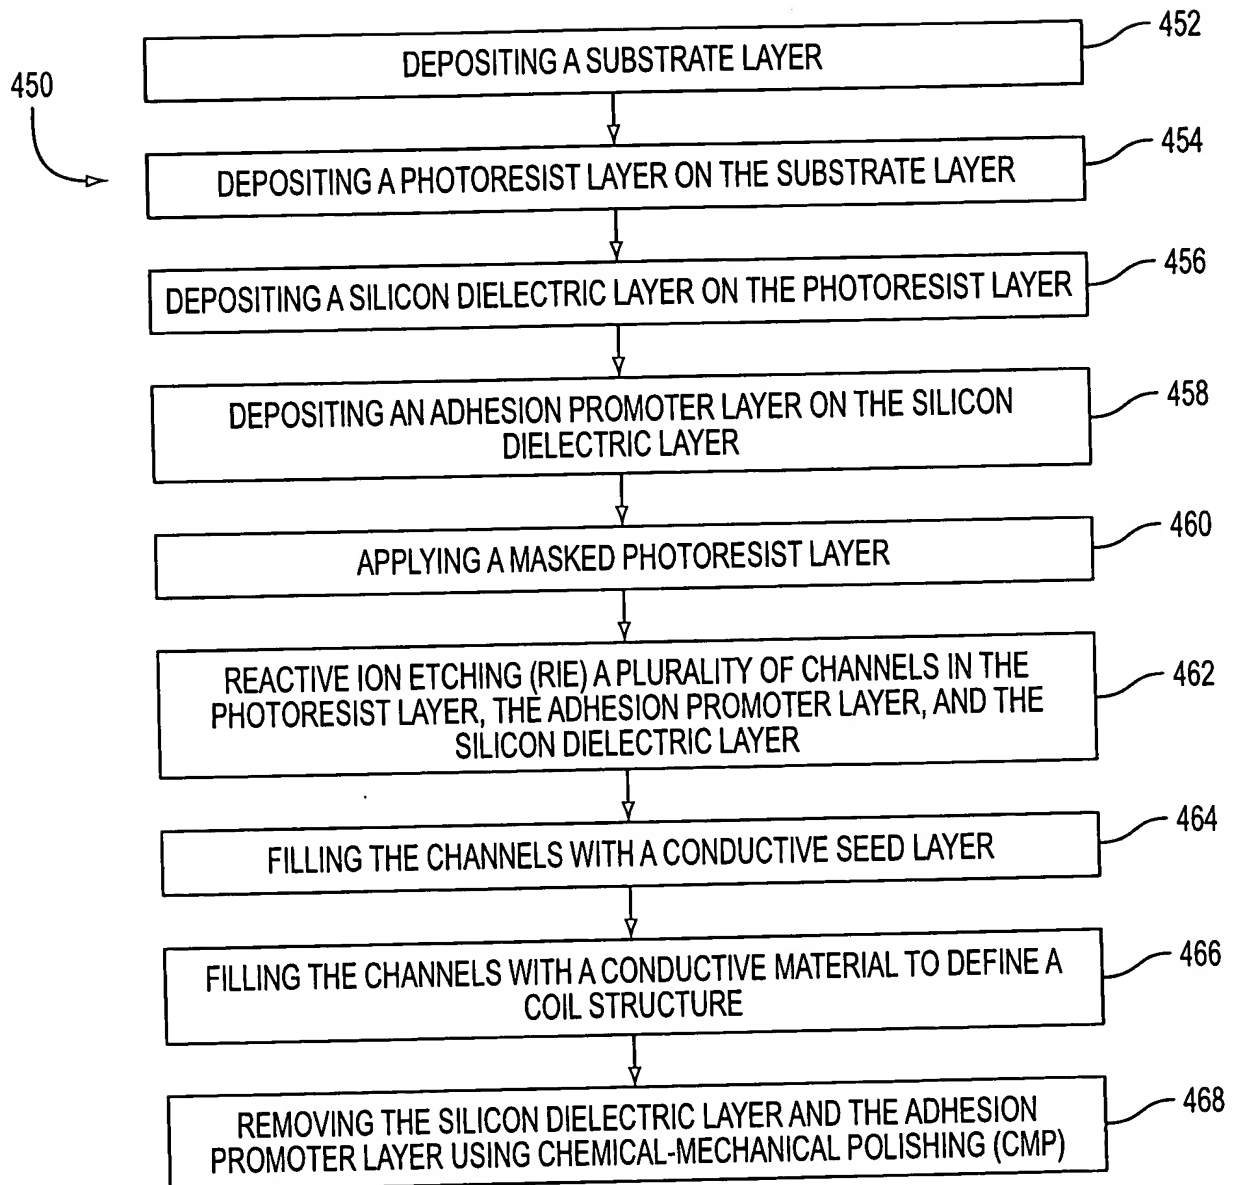 452
DEPOSITING A SUBSTRATE LAYER
450
454
DEPOSITING A PHOTORESIST LAYER ON THE SUBSTRATE LAYER
456
DEPOSITING A SILICON DIELECTRIC LAYER ON THE PHOTORESIST LAYER
458
DEPOSITING AN ADHESION PROMOTER LAYER ON THE SILICON
DIELECTRIC LAYER
460
APPLYING A MASKED PHOTORESIST LAYER
462
REACTIVE ION ETCHING (RIE) A PLURALITY OF CHANNELS IN THE
PHOTORESIST LAYER, THE ADHESION PROMOTER LAYER, AND THE
SILICON DIELECTRIC LAYER
464
FILLING THE CHANNELS WITH A CONDUCTIVE SEED LAYER
466
FILLING THE CHANNELS WITH A CONDUCTIVE MATERIAL TO DEFINE A
COIL STRUCTURE
468
REMOVING THE SILICON DIELECTRIC LAYER AND THE ADHESION
PROMOTER LAYER USING CHEMICAL-MECHANICAL POLISHING (CMP)